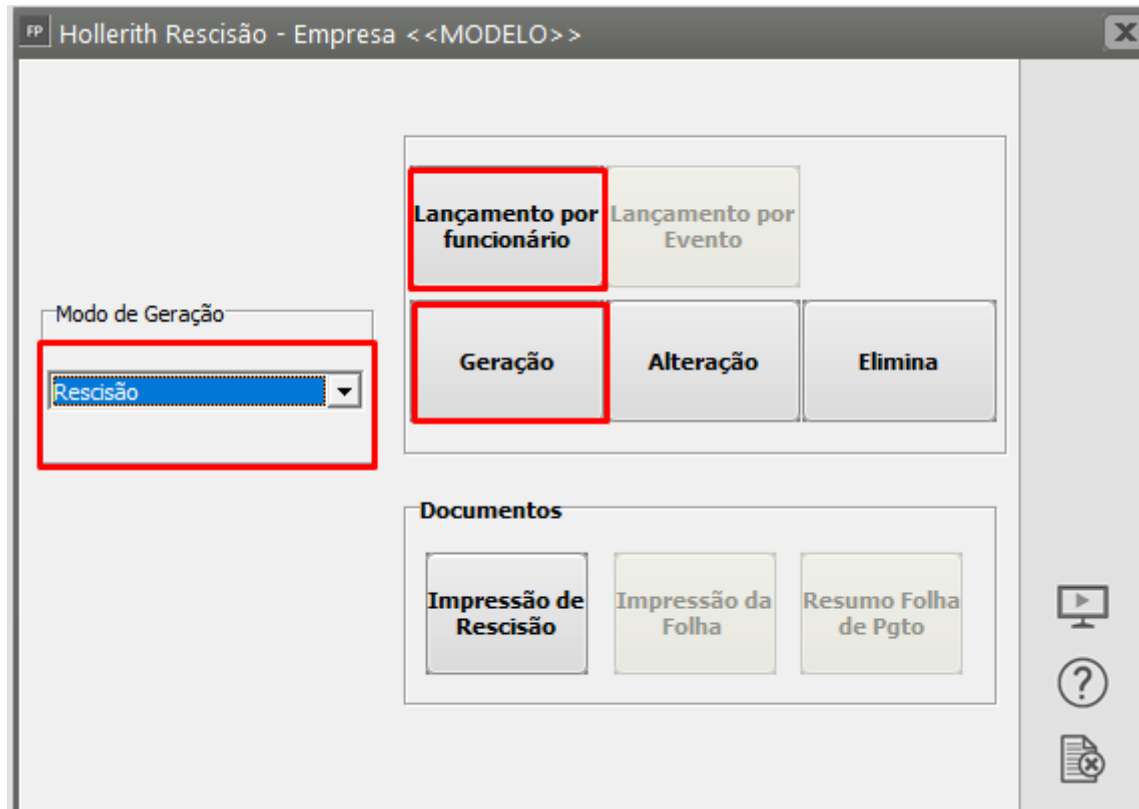 FP Hollerith Rescisão - Empresa <<MODELO>>
Lançamento por
funcionário
Lançamento por
Evento
Modo de Geração
Rescisão
Geração
Alteração
Elimina
Documentos
Impressão de
Rescisão
Impressão da
Folha
Resumo Folha
de Pgto